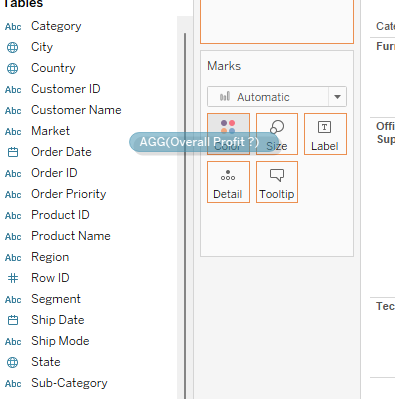 Tables
Abc Category
City
Country
Abc Customer ID
Abc Customer Name
Abc Market
Order Date
Abc Order ID
Abc Order Priority
Abc Product ID
Abc Product Name
Abc Region
Row ID
Abc Segment
Ship Date
Abc Ship Mode
State
Abc Sub-Category
Marks
Automatic
AGG(Overall Profit ?)
Color
Size
Label
Detail
Tooltip
Cate
Furi
Offi
Sup
Tec